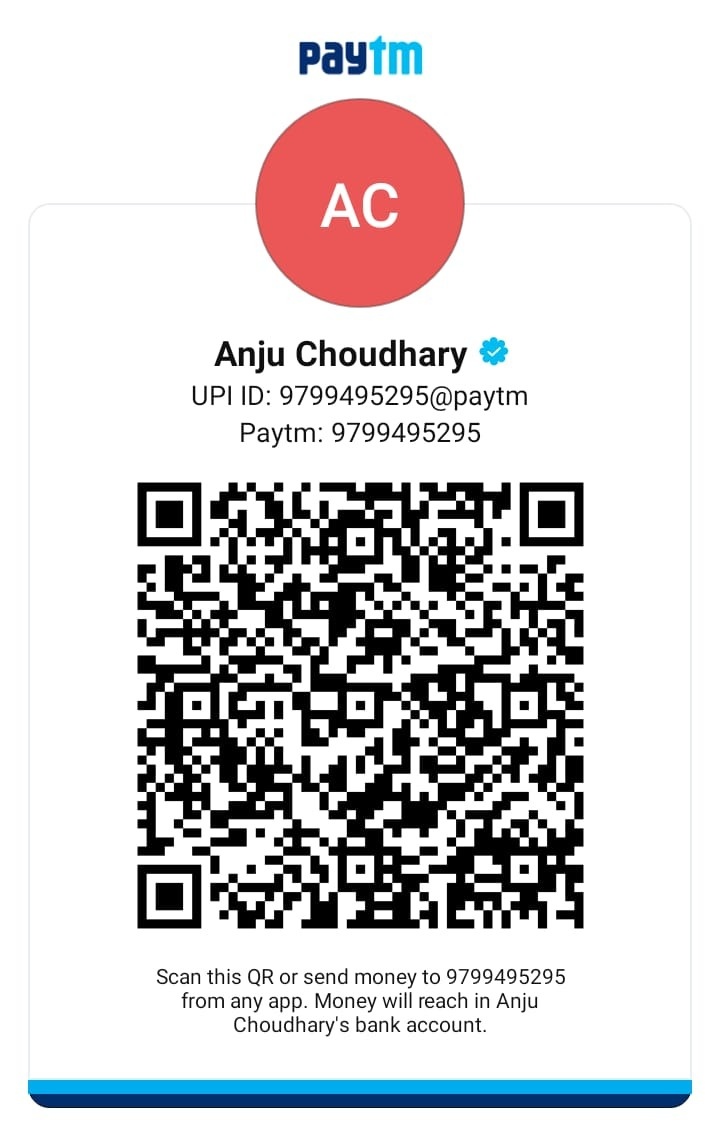 paytm
AC
Anju Choudhary
UPI ID: 9799495295@paytm
Paytm: 9799495295
Scan this QR or send money to 9799495295
from any app. Money will reach in Anju
Choudhary's bank account.